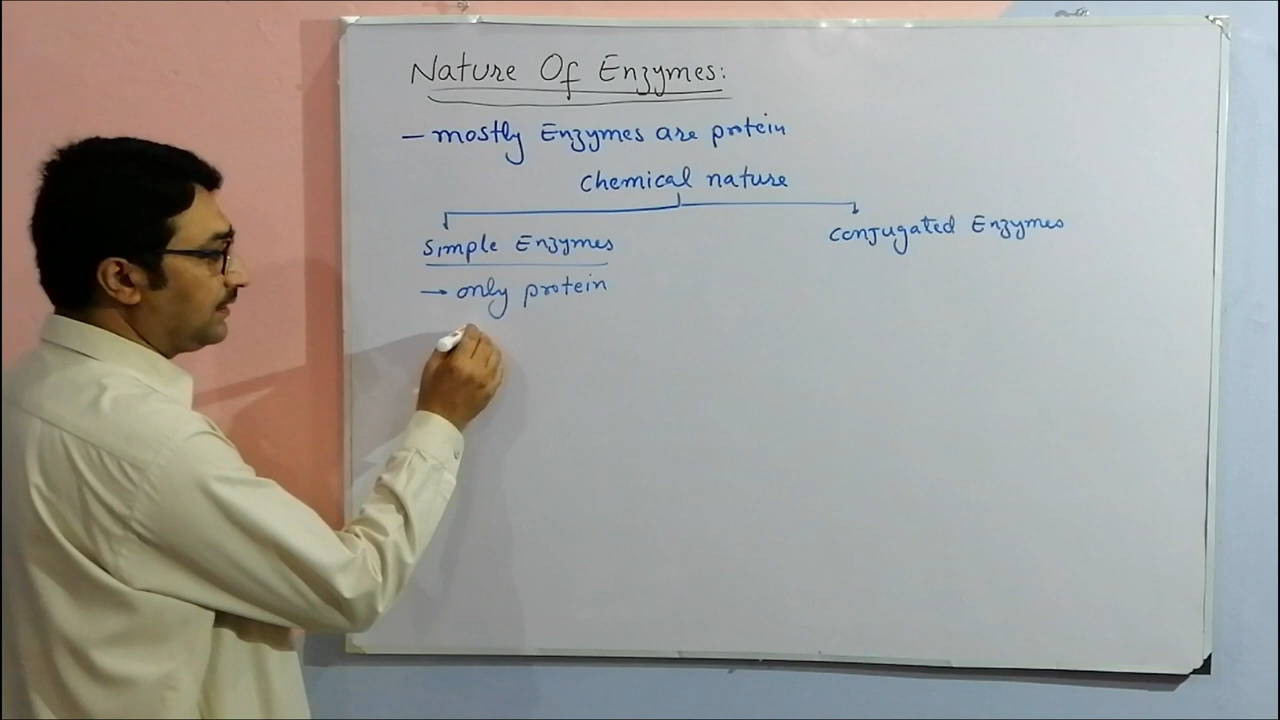 Nature Of Enzymes:
- mostly Enzymes are protein
Chemical nature
Simple Enzymes
conjugated Enzymes
→ only protein